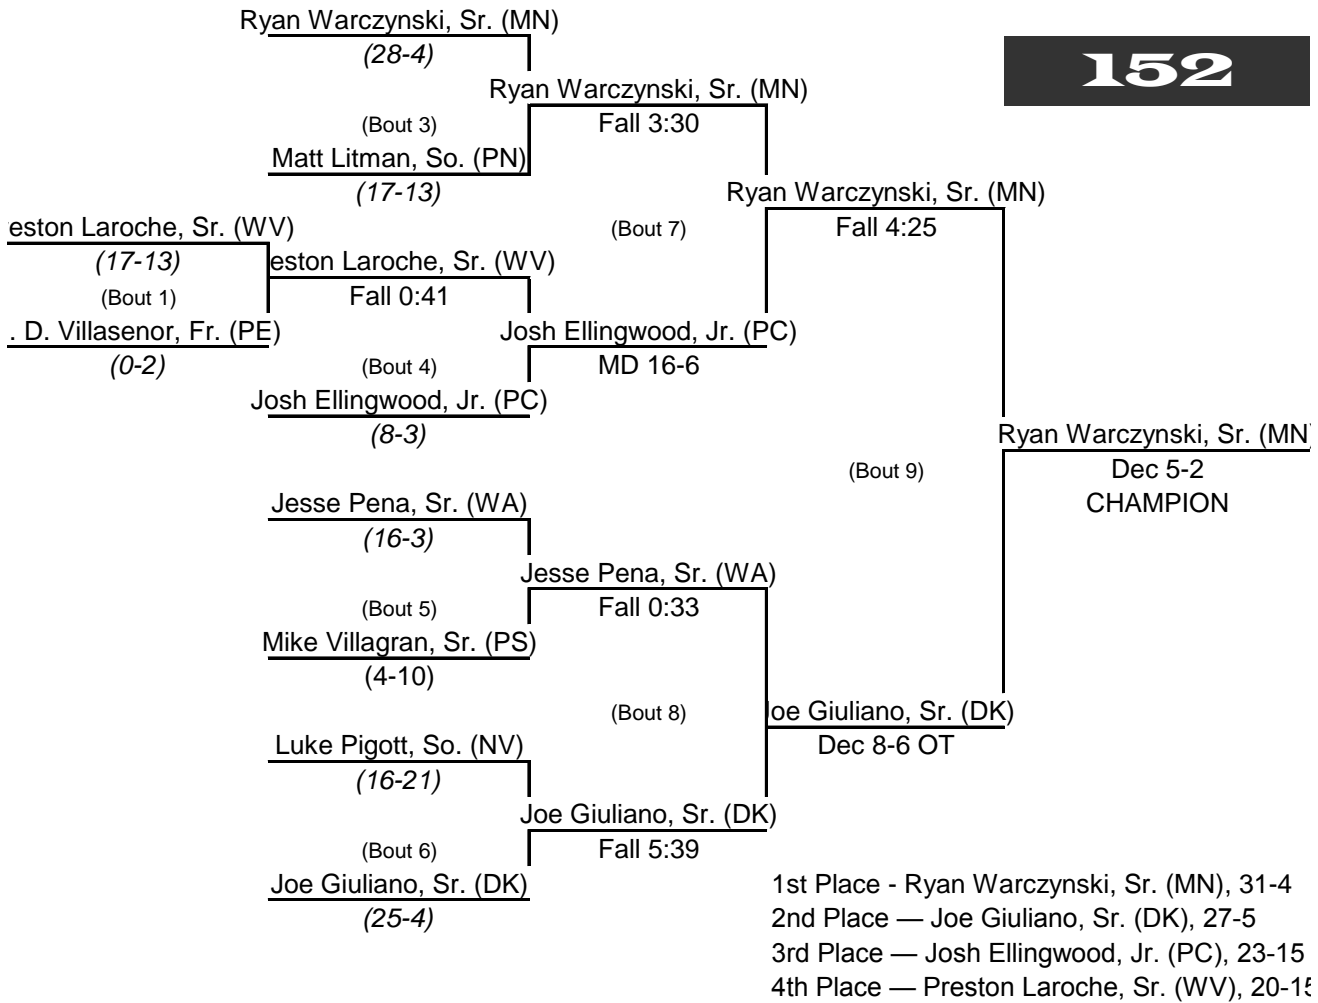 Ryan Warczynski, Sr. (MN)
(28-4)
152
Ryan Warczynski, Sr. (MN)
Fall 3:30
(Bout 3)
Matt Litman, So. (PN)
(17-13)
Ryan Warczynski, Sr. (MN)
Fall 4:25
eston Laroche, Sr. (WV)
(17-13)
(Bout 7)
eston Laroche, Sr. (WV)
Fall 0:41
(Bout 1)
. D. Villasenor, Fr. (PE)
(0-2)
Josh Ellingwood, Jr. (PC)
MD 16-6
(Bout 4)
Josh Ellingwood, Jr. (PC)
(8-3)
Ryan Warczynski, Sr. (MN)
Dec 5-2
CHAMPION
(Bout 9)
Jesse Pena, Sr. (WA)
(16-3)
Jesse Pena, Sr. (WA)
Fall 0:33
(Bout 5)
Mike Villagran, Sr. (PS)
(4-10)
(Bout 8)
Joe Giuliano, Sr. (DK)
Dec 8-6 OT
Luke Pigott, So. (NV)
(16-21)
Joe Giuliano, Sr. (DK)
Fall 5:39
(Bout 6)
Joe Giuliano, Sr. (DK)
(25-4)
1st Place - Ryan Warczynski, Sr. (MN), 31-4
2nd Place — Joe Giuliano, Sr. (DK), 27-5
3rd Place — Josh Ellingwood, Jr. (PC), 23-15
4th Place — Preston Laroche, Sr. (WV), 20-15